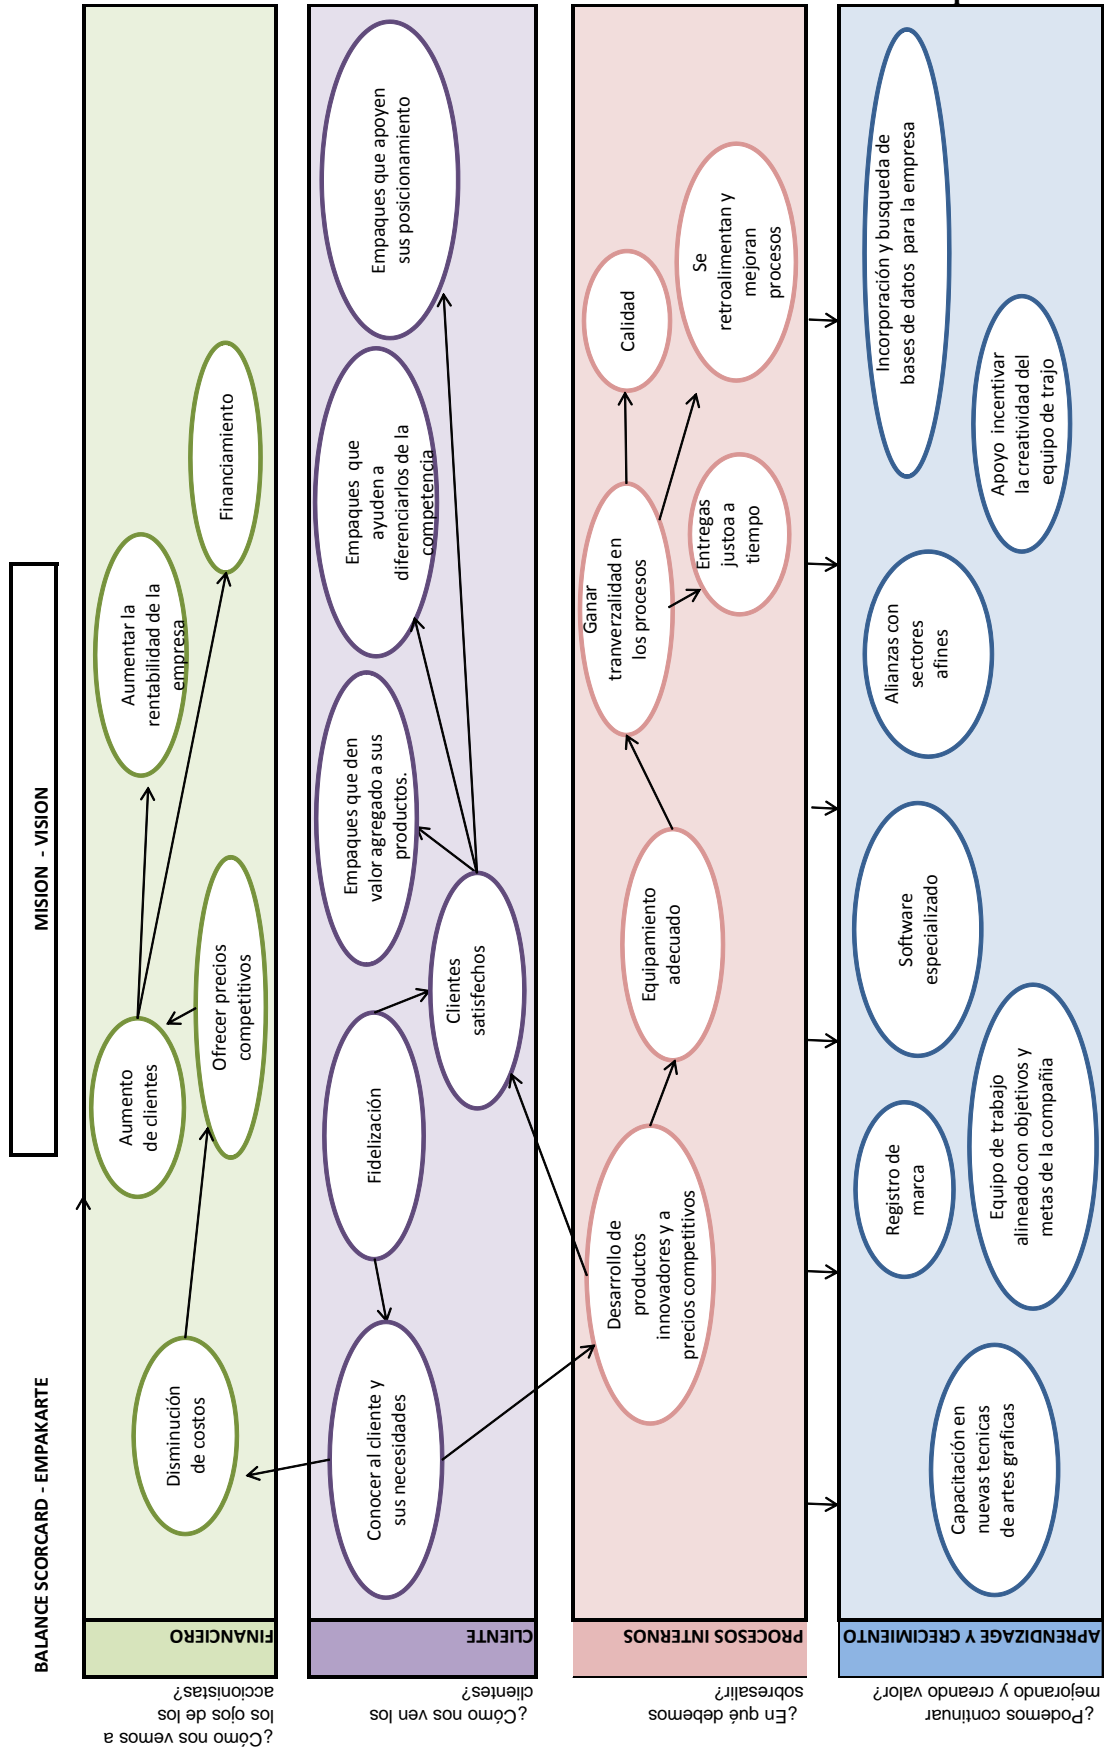 BALANCE SCORCARD - EMPAKARTE
MISION - VISION
¿Cómo nos vemos a
los ojos de los
accionistas?
FINANCIERO
Disminución
de costos
Aumento
de clientes
Ofrecer precios
competitivos
Aumentar la
rentabilidad de la
empresa
Financiamiento
¿Cómo nos ven los
clientes?
CLIENTE
Conocer al cliente y
sus necesidades
Fidelización
Clientes
satisfechos
Empaques que den
valor agregado a sus
productos.
Empaques que
ayuden a
diferenciarlos de la
competencia
Empaques que apoyen
sus posicionamiento
¿En qué debemos
sobresalir?
PROCESOS INTERNOS
Desarrollo de
productos
innovadores y a
precios competitivos
Equipamiento
adecuado
Ganar
tranverzalidad en
los procesos
Entregas
justoa a
tiempo
Calidad
Se
retroalimentan y
mejoran
procesos
¿Podemos continuar
mejorando y creando valor?
APRENDIZAGE Y CRECIMIENTO
Capacitación en
nuevas tecnicas
de artes graficas
Registro de
marca
Equipo de trabajo
alineado con objetivos y
metas de la compañia
Software
especializado
Alianzas con
sectores
afines
Apoyo incentivar
la creatividad del
equipo de trajo
Incorporación y busqueda de
bases de datos para la empresa